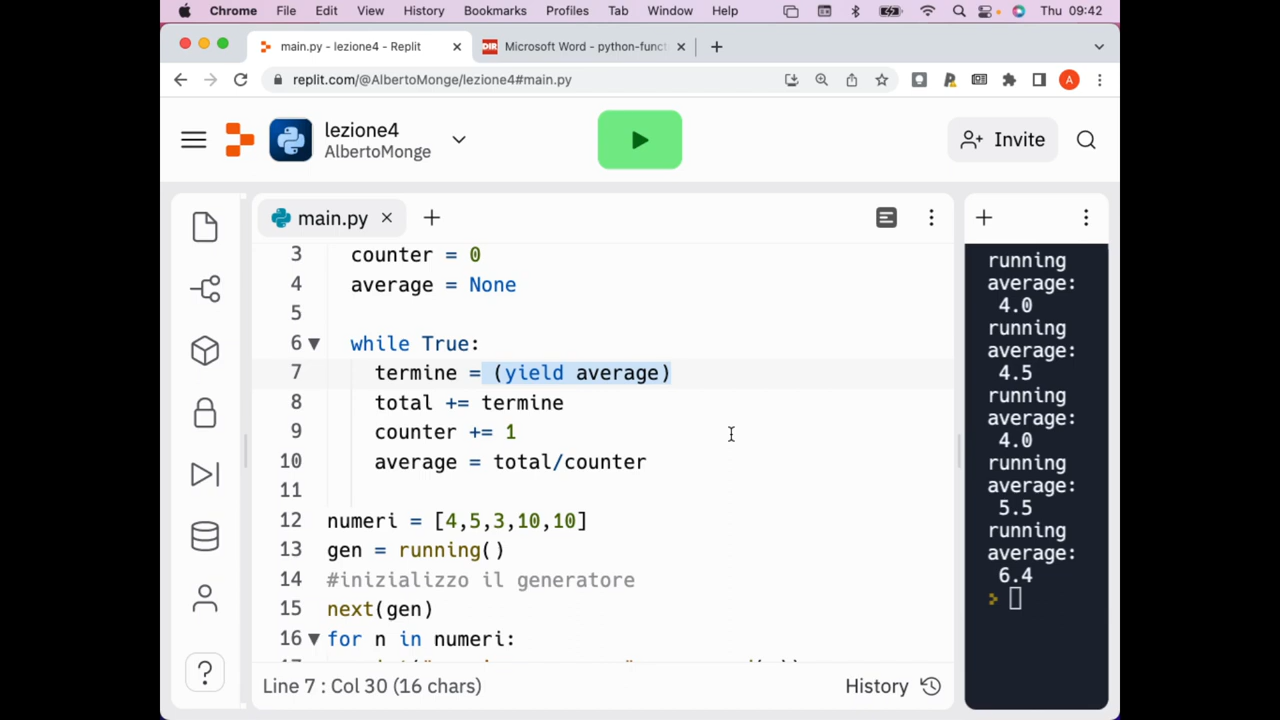 Chrome File Edit View History Bookmarks Profiles Tab Window Help Thu 09:42
main.py - lezione4 - Replit
DIR Microsoft Word - python-funct
replit.com/@AlbertoMonge/lezione4#main.py
A
lezione4
AlbertoMonge
Invite
main.py
3 counter = 0
4 average = None
5
6 while True:
7 termine = (yield average)
8 total += termine
9 counter += 1
10 average = total/counter
11
12 numeri = [4,5,3,10,10]
13 gen = running()
14 #inizializzo il generatore
15 next(gen)
16 for n in numeri:
Line 7 : Col 30 (16 chars)
History
running
average:
4.0
running
average:
4.5
running
average:
4.0
running
average:
5.5
running
average:
6.4